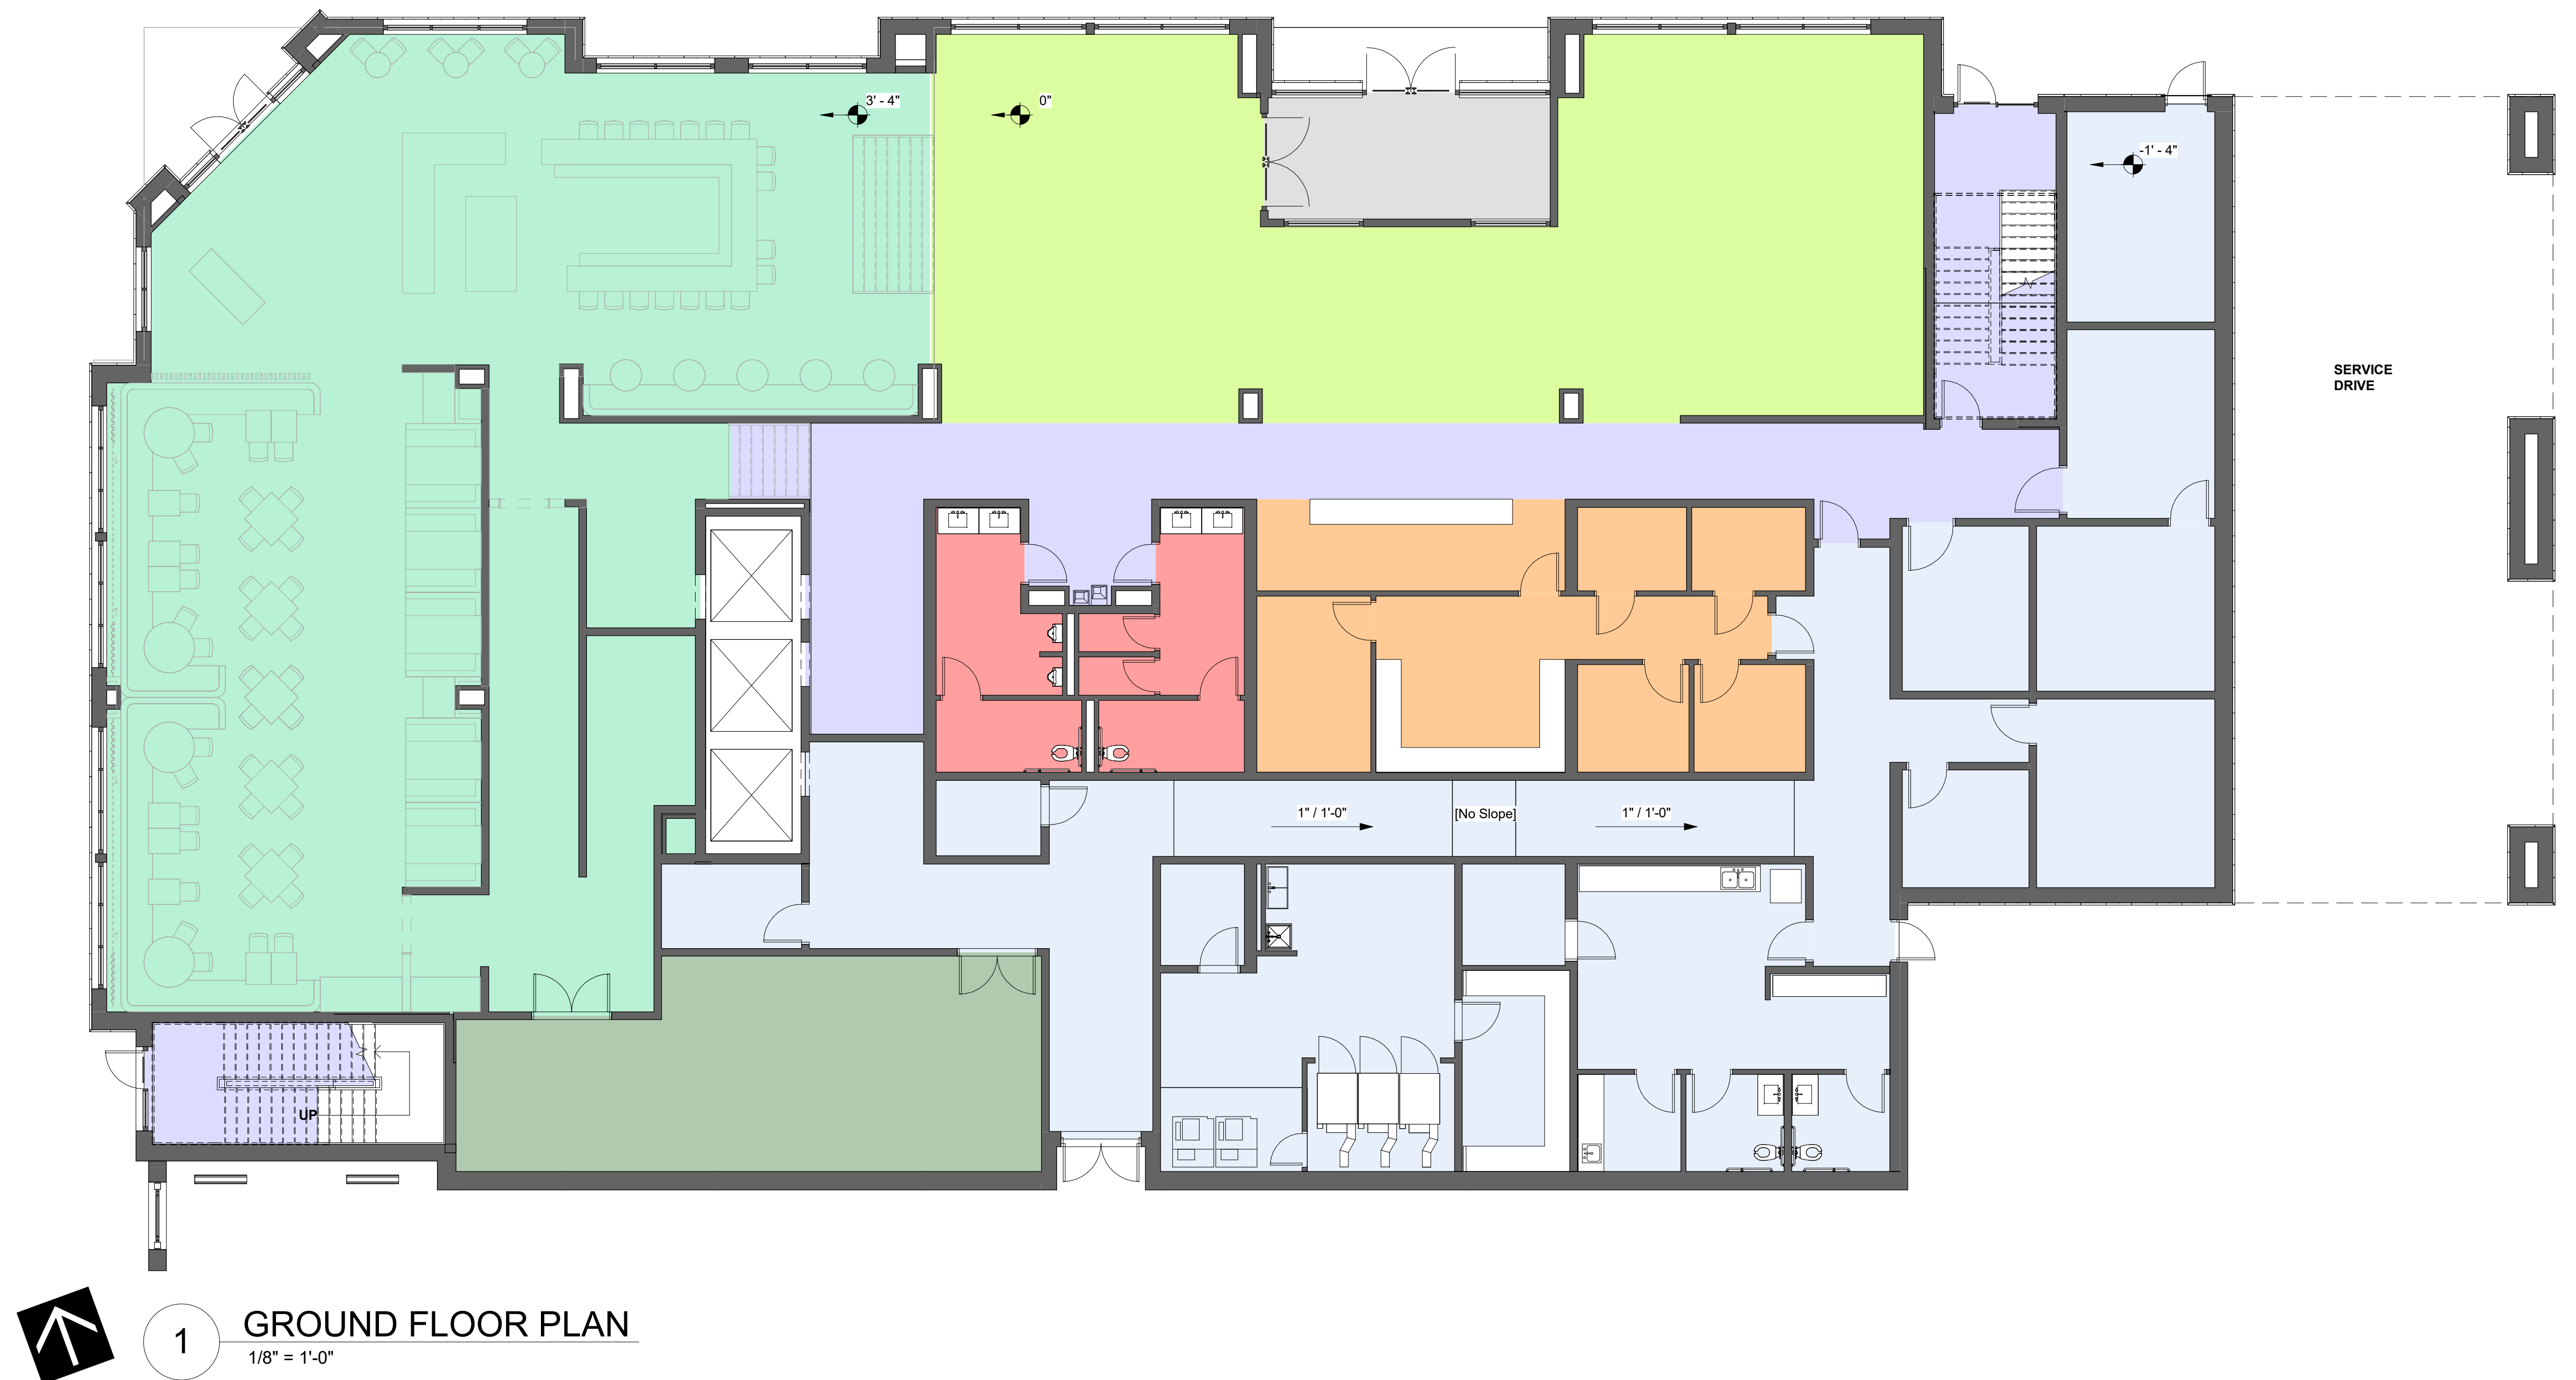 3' - 4"
0"
-1' - 4"
SERVICE
DRIVE
1" / 1'-0"
[No Slope]
1" / 1'-0"
UP
1
GROUND FLOOR PLAN
1/8" = 1'-0"